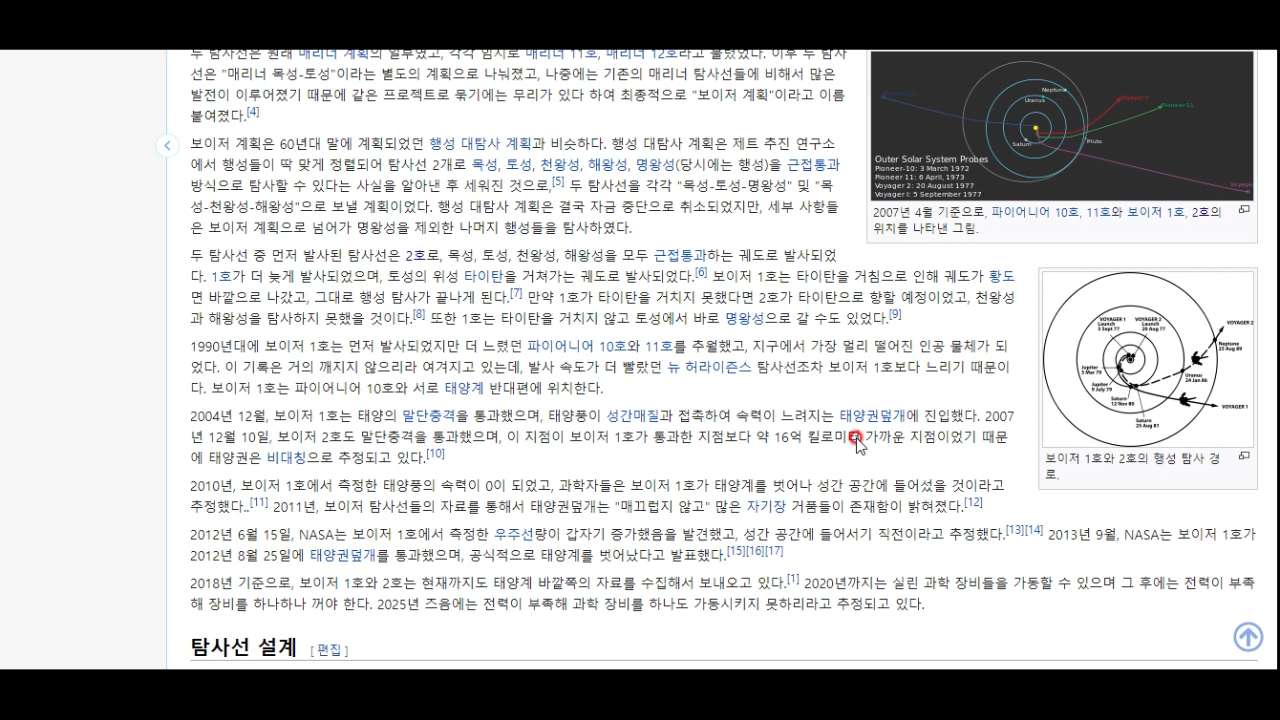 두 탐사선은 원래 매리너 계획의 일부였고, 각각 임시로 매리너 11호, 매리너 12호라고 불렸었다. 이후 두 탐사
선은 "매리너 목성-토성"이라는 별도의 계획으로 나눠졌고, 나중에는 기존의 매리너 탐사선들에 비해서 많은
발전이 이루어졌기 때문에 같은 프로젝트로 묶기에는 무리가 있다 하여 최종적으로 "보이저 계획"이라고 이름
붙여졌다.[4]
보이저 계획은 60년대 말에 계획되었던 행성 대탐사 계획과 비슷하다. 행성 대탐사 계획은 제트 추진 연구소
에서 행성들이 딱 맞게 정렬되어 탐사선 2개로 목성, 토성, 천왕성, 해왕성, 명왕성(당시에는 행성)을 근접통과
방식으로 탐사할 수 있다는 사실을 알아낸 후 세워진 것으로,[5] 두 탐사선을 각각 "목성-토성-명왕성" 및 "목
성-천왕성-해왕성"으로 보낼 계획이었다. 행성 대탐사 계획은 결국 자금 중단으로 취소되었지만, 세부 사항들
은 보이저 계획으로 넘어가 명왕성을 제외한 나머지 행성들을 탐사하였다.
두 탐사선 중 먼저 발사된 탐사선은 2호로, 목성, 토성, 천왕성, 해왕성을 모두 근접통과하는 궤도로 발사되었
다. 1호가 더 늦게 발사되었으며, 토성의 위성 타이탄을 거쳐가는 궤도로 발사되었다.[6] 보이저 1호는 타이탄을 거침으로 인해 궤도가 황도
면 바깥으로 나갔고, 그대로 행성 탐사가 끝나게 된다.[7] 만약 1호가 타이탄을 거치지 못했다면 2호가 타이탄으로 향할 예정이었고, 천왕성
과 해왕성을 탐사하지 못했을 것이다.[8] 또한 1호는 타이탄을 거치지 않고 토성에서 바로 명왕성으로 갈 수도 있었다.[9]
1990년대에 보이저 1호는 먼저 발사되었지만 더 느렸던 파이어니어 10호와 11호를 추월했고, 지구에서 가장 멀리 떨어진 인공 물체가 되
었다. 이 기록은 거의 깨지지 않으리라 여겨지고 있는데, 발사 속도가 더 빨랐던 뉴 허라이즌스 탐사선조차 보이저 1호보다 느리기 때문이
다. 보이저 1호는 파이어니어 10호와 서로 태양계 반대편에 위치한다.
2004년 12월, 보이저 1호는 태양의 말단충격을 통과했으며, 태양풍이 성간매질과 접촉하여 속력이 느려지는 태양권덮개에 진입했다. 2007
년 12월 10일, 보이저 2호도 말단충격을 통과했으며, 이 지점이 보이저 1호가 통과한 지점보다 약 16억 킬로미 가까운 지점이었기 때문
에 태양권은 비대칭으로 추정되고 있다.[10]
2010년, 보이저 1호에서 측정한 태양풍의 속력이 0이 되었고, 과학자들은 보이저 1호가 태양계를 벗어나 성간 공간에 들어섰을 것이라고
추정했다..[11] 2011년, 보이저 탐사선들의 자료를 통해서 태양권덮개는 "매끄럽지 않고" 많은 자기장 거품들이 존재함이 밝혀졌다.[12]
2012년 6월 15일, NASA는 보이저 1호에서 측정한 우주선량이 갑자기 증가했음을 발견했고, 성간 공간에 들어서기 직전이라고 추정했다.[13][14] 2013년 9월, NASA는 보이저 1호가
2012년 8월 25일에 태양권덮개를 통과했으며, 공식적으로 태양계를 벗어났다고 발표했다.[15][16][17]
2018년 기준으로, 보이저 1호와 2호는 현재까지도 태양계 바깥쪽의 자료를 수집해서 보내오고 있다.[1] 2020년까지는 실린 과학 장비들을 가동할 수 있으며 그 후에는 전력이 부족
해 장비를 하나하나 꺼야 한다. 2025년 즈음에는 전력이 부족해 과학 장비를 하나도 가동시키지 못하리라고 추정되고 있다.
탐사선 설계 [ 편집 ]
Neptune
Uranus
Voyager-2
Pioneer-11
Saturn
Pluto
Voyager
Outer Solar System Probes
Pioneer-10: 3 March 1972
Pioneer 11: 6 April, 1973
Voyager 2: 20 August 1977
Voyager I: 5 September 1977
2007년 4월 기준으로, 파이어니어 10호, 11호와 보이저 1호, 2호의
위치를 나타낸 그림.
VOYAGER 1
Launch
5 Sept 77
VOYAGER 2
Launch
20 Aug 77
VOYAGER 2
Neptune
25 Aug 89
Jupiter
5 Mar 79
Uranus
24 Jan 86
Jupiter
9 July 79
Saturn
12 Nov 80
VOYAGER 1
Saturn
25 Aug 81
보이저 1호와 2호의 행성 탐사 경
로.